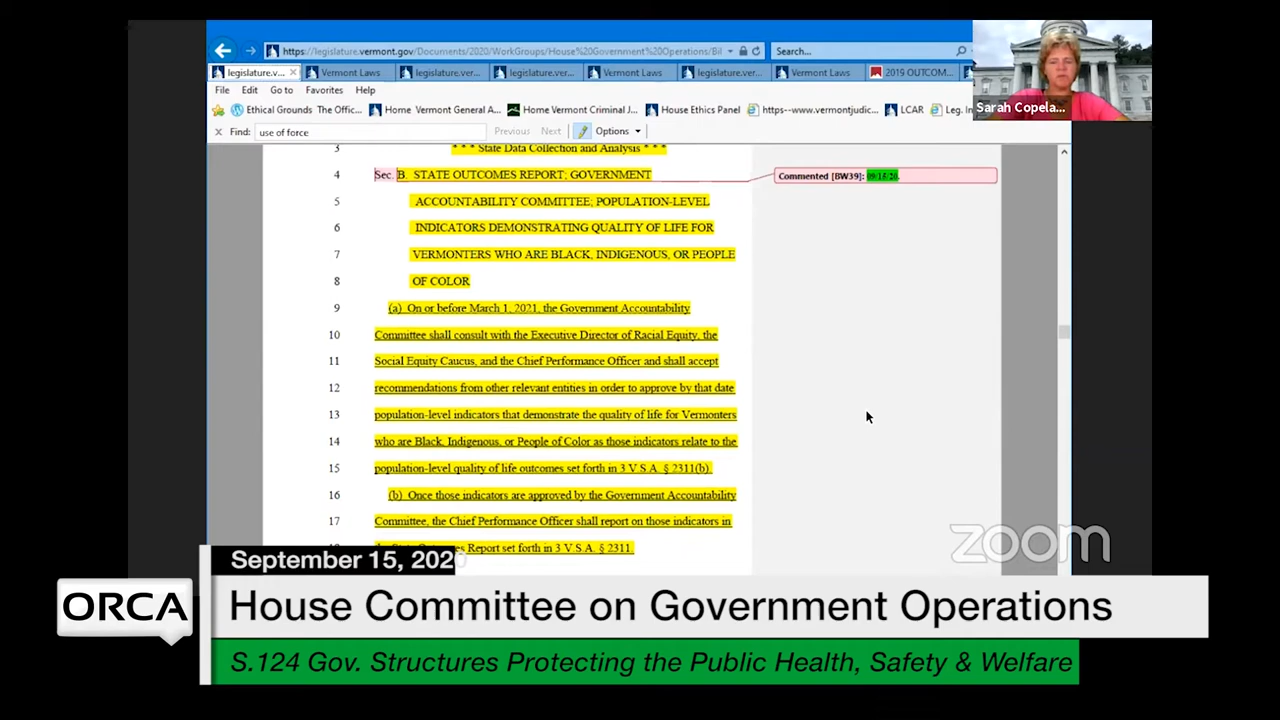 https://legislature.vermont.gov/Documents/2020/WorkGroups/House%20Government%20Operations/Bil
Search...
legislature.v... Vermont Laws legislature.ver... legislature.ver... Vermont Laws legislature.ver... Vermont Laws 2019 OUTCOM...
File Edit Go to Favorites Help
Ethical Grounds The Offic... Home Vermont General A... Home Vermont Criminal J... House Ethics Panel https--www.vermontjudic... LCAR Leg. In
Sarah Copela...
Find: use of force Previous Next Options
3 * * * State Data Collection and Analysis * * *
4 Sec. B. STATE OUTCOMES REPORT; GOVERNMENT
Commented [BW39]: 09/15/20.
5 ACCOUNTABILITY COMMITTEE; POPULATION-LEVEL
6 INDICATORS DEMONSTRATING QUALITY OF LIFE FOR
7 VERMONTERS WHO ARE BLACK, INDIGENOUS, OR PEOPLE
8 OF COLOR
9 (a) On or before March 1, 2021, the Government Accountability
10 Committee shall consult with the Executive Director of Racial Equity, the
11 Social Equity Caucus, and the Chief Performance Officer and shall accept
12 recommendations from other relevant entities in order to approve by that date
13 population-level indicators that demonstrate the quality of life for Vermonters
14 who are Black, Indigenous, or People of Color as those indicators relate to the
15 population-level quality of life outcomes set forth in 3 V.S.A. § 2311(b).
16 (b) Once those indicators are approved by the Government Accountability
17 Committee, the Chief Performance Officer shall report on those indicators in
Outcomes Report set forth in 3 V.S.A. § 2311.
zoom
September 15, 2020
ORCA
House Committee on Government Operations
S.124 Gov. Structures Protecting the Public Health, Safety & Welfare